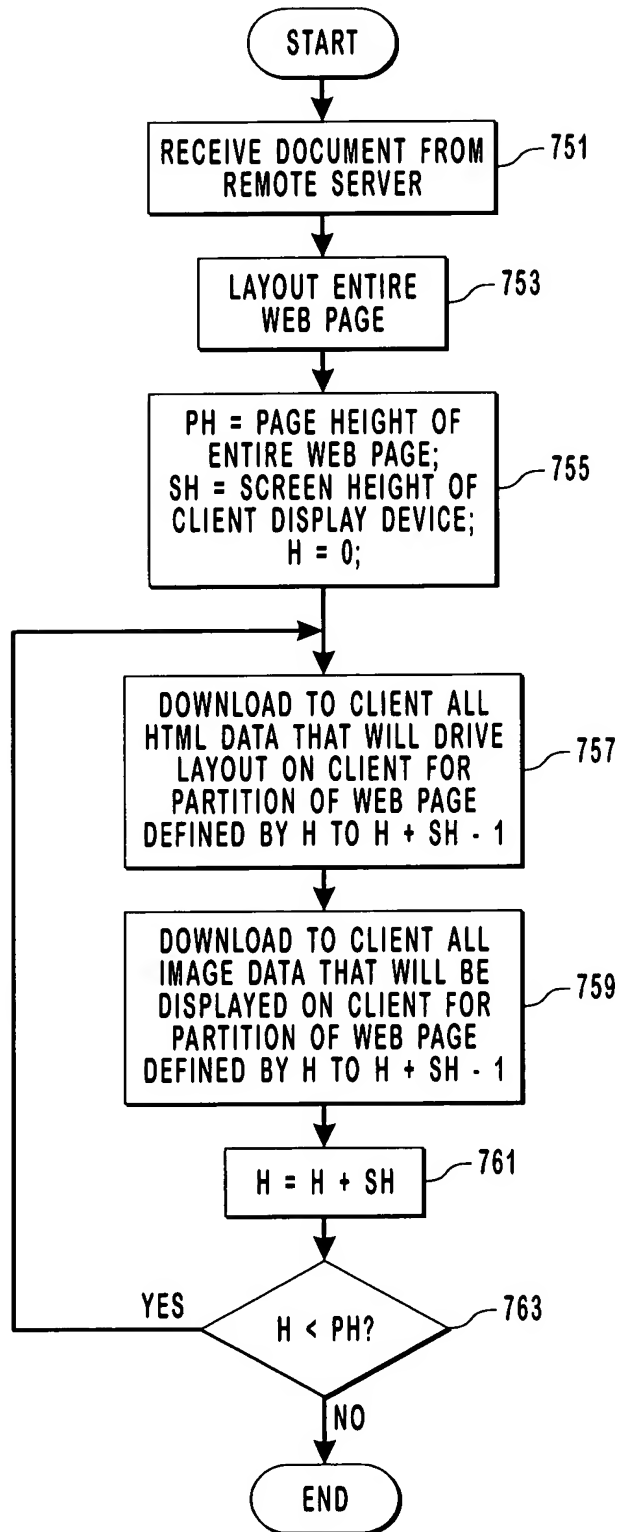 START
RECEIVE DOCUMENT FROM
REMOTE SERVER
751
LAYOUT ENTIRE
WEB PAGE
753
PH = PAGE HEIGHT OF
ENTIRE WEB PAGE;
SH = SCREEN HEIGHT OF
CLIENT DISPLAY DEVICE;
H = 0;
755
DOWNLOAD TO CLIENT ALL
HTML DATA THAT WILL DRIVE
LAYOUT ON CLIENT FOR
PARTITION OF WEB PAGE
DEFINED BY H TO H + SH - 1
757
DOWNLOAD TO CLIENT ALL
IMAGE DATA THAT WILL BE
DISPLAYED ON CLIENT FOR
PARTITION OF WEB PAGE
DEFINED BY H TO H + SH - 1
759
H = H + SH
761
YES
H < PH?
763
NO
END